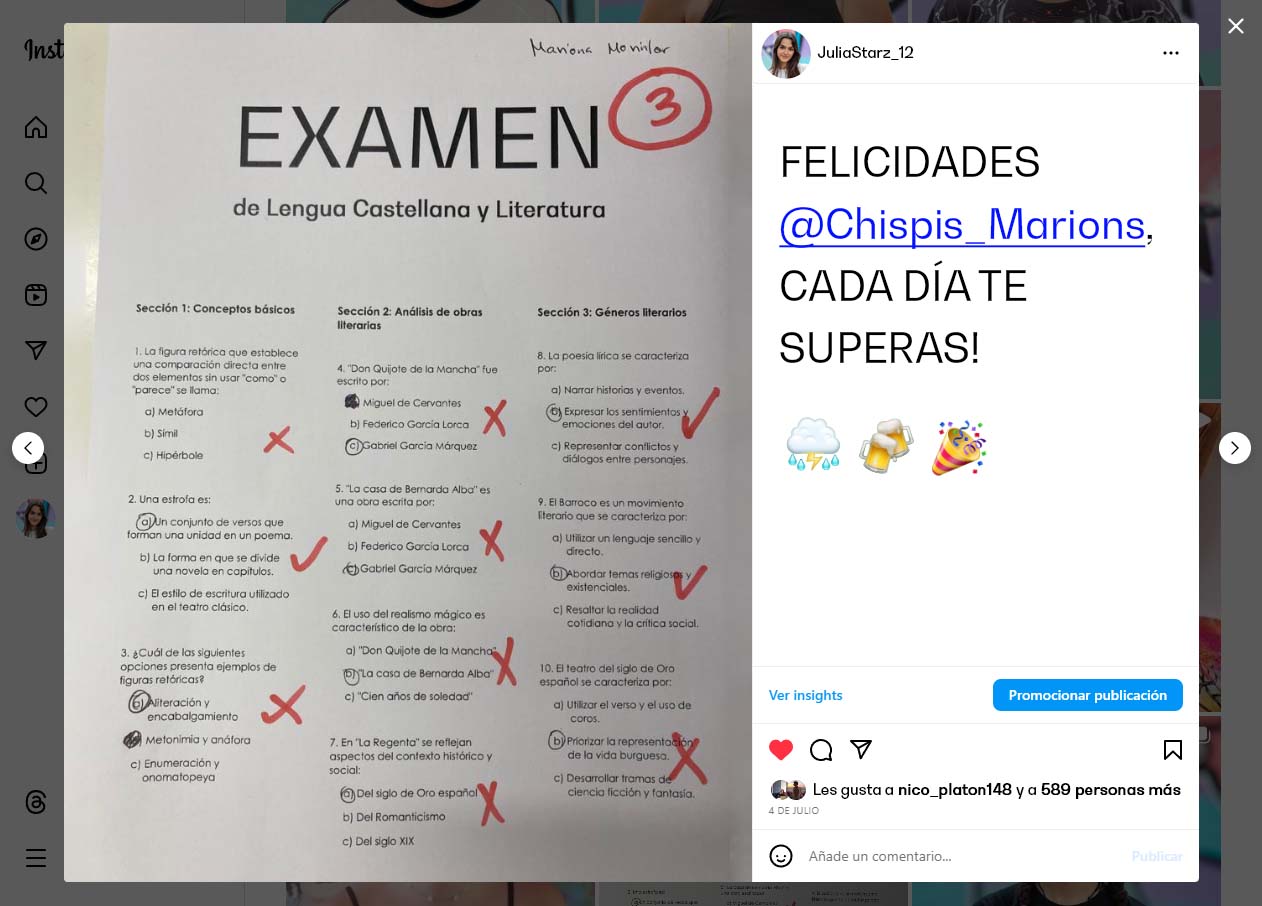 Mariona
3
EXAMEN
de Lengua Castellana y Literatura
Sección 1: Conceptos básicos
1. La figura retórica que establece
una comparación directa entre
dos elementos sin usar "como" o
"parece" se llama:
a) Metáfora
b) Símil
c) Hipérbole
2. Una estrofa es:
a) Un conjunto de versos que
forman una unidad en un poema.
b) La forma en que se divide
una novela en capítulos.
c) El estilo de escritura utilizado
en el teatro clásico.
3. ¿Cuál de las siguientes
opciones presenta ejemplos de
figuras retóricas?
a) Aliteración y
encabalgamiento
Metonimia y anáfora
c) Enumeración y
onomatopeya
Sección 2: Análisis de obras
literarias
4. "Don Quijote de la Mancha" fue
escrito por:
Miguel de Cervantes
b) Federico García Lorca
c) Gabriel García Márquez
5. "La casa de Bernarda Alba" es
una obra escrita por:
a) Miguel de Cervantes
b) Federico García Lorca
c) Gabriel García Márquez
6. El uso del realismo mágico es
característico de la obra:
a) "Don Quijote de la Mancha"
b) "La casa de Bernarda Alba"
c) "Cien años de soledad"
7. En "La Regenta" se reflejan
aspectos del contexto histórico y
social:
a) Del siglo de Oro español
b) Del Romanticismo
c) Del siglo XIX
Sección 3: Géneros literarios
8. La poesía lírica se caracteriza
por:
a) Narrar historias y eventos.
b) Expresar los sentimientos y
emociones del autor.
c) Representar conflictos y
diálogos entre personajes.
9. El Barroco es un movimiento
literario que se caracteriza por:
a) Utilizar un lenguaje sencillo y
directo.
b) Abordar temas religiosos y
existenciales.
c) Resaltar la realidad
cotidiana y la crítica social.
10. El teatro del siglo de Oro
español se caracteriza por:
a) Utilizar el verso y el uso de
coros.
b) Priorizar la representación
de la vida burguesa.
c) Desarrollar tramas de
ciencia ficción y fantasía.
JuliaStarz_12
FELICIDADES
@Chispis_Marions,
CADA DÍA TE
SUPERAS!
Ver insights
Promocionar publicación
Les gusta a nico_platon148 y a 589 personas más
4 DE JULIO
Añade un comentario...
Publicar